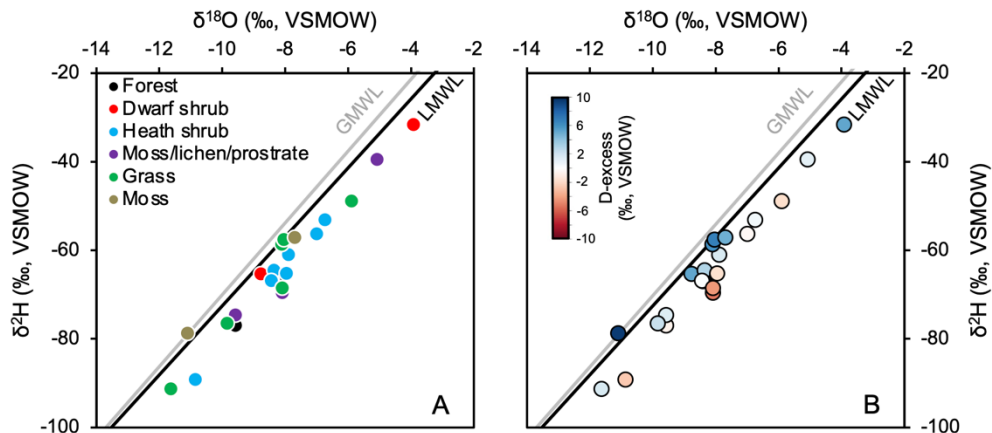 δ¹⁸O (‰, VSMOW)
-14 -12 -10 -8 -6 -4 -2
-20
-40
-60
-80
-100
δ²H (‰, VSMOW)
Forest
Dwarf shrub
Heath shrub
Moss/lichen/prostrate
Grass
Moss
GMWL
LMWL
A
δ¹⁸O (‰, VSMOW)
-14 -12 -10 -8 -6 -4 -2
10
6
2
-2
-6
-10
D-excess
(‰, VSMOW)
GMWL
LMWL
B
-20
-40
-60
-80
-100
δ²H (‰, VSMOW)